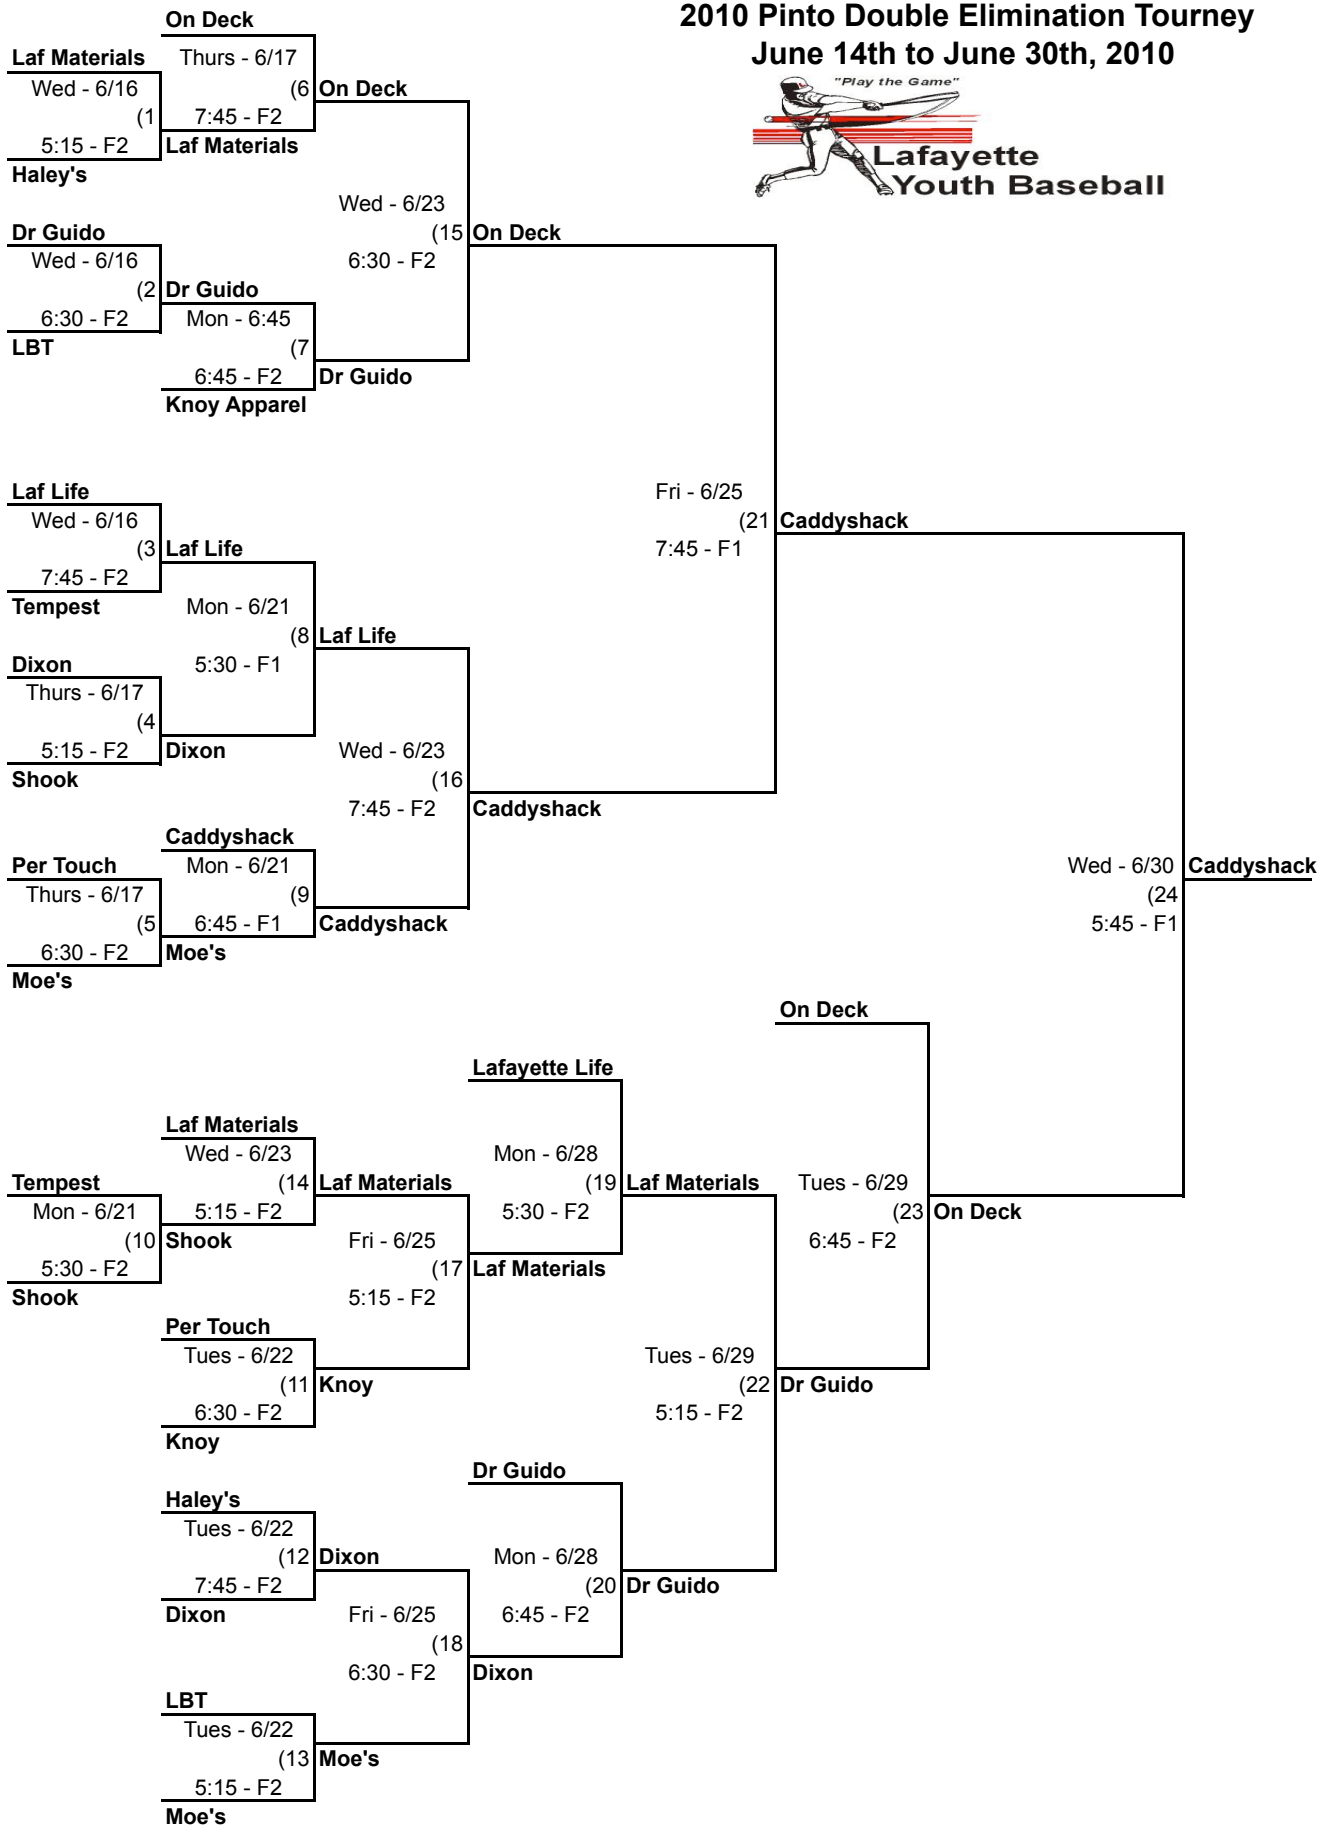 2010 Pinto Double Elimination Tourney
June 14th to June 30th, 2010
"Play the Game"
Lafayette
Youth Baseball
On Deck
Laf Materials
Thurs - 6/17
Wed - 6/16
(6 On Deck
(1
7:45 - F2
5:15 - F2
Laf Materials
Haley's
Wed - 6/23
Dr Guido
(15 On Deck
Wed - 6/16
6:30 - F2
(2 Dr Guido
6:30 - F2
Mon - 6:45
LBT
(7
6:45 - F2
Dr Guido
Knoy Apparel
Laf Life
Fri - 6/25
Wed - 6/16
(21 Caddyshack
(3 Laf Life
7:45 - F1
7:45 - F2
Tempest
Mon - 6/21
(8 Laf Life
Dixon
5:30 - F1
Thurs - 6/17
(4
5:15 - F2
Dixon
Wed - 6/23
Shook
(16
7:45 - F2
Caddyshack
Caddyshack
Per Touch
Mon - 6/21
Wed - 6/30
Caddyshack
Thurs - 6/17
(9
(24
(5
6:45 - F1
Caddyshack
5:45 - F1
6:30 - F2
Moe's
Moe's
On Deck
Lafayette Life
Laf Materials
Wed - 6/23
Mon - 6/28
Tempest
(14 Laf Materials
(19 Laf Materials
Tues - 6/29
Mon - 6/21
5:15 - F2
5:30 - F2
(23 On Deck
(10 Shook
Fri - 6/25
6:45 - F2
5:30 - F2
(17 Laf Materials
Shook
5:15 - F2
Per Touch
Tues - 6/22
Tues - 6/29
(11 Knoy
(22 Dr Guido
6:30 - F2
5:15 - F2
Knoy
Dr Guido
Haley's
Tues - 6/22
(12 Dixon
Mon - 6/28
7:45 - F2
(20 Dr Guido
Dixon
Fri - 6/25
6:45 - F2
(18
6:30 - F2
Dixon
LBT
Tues - 6/22
(13 Moe's
5:15 - F2
Moe's